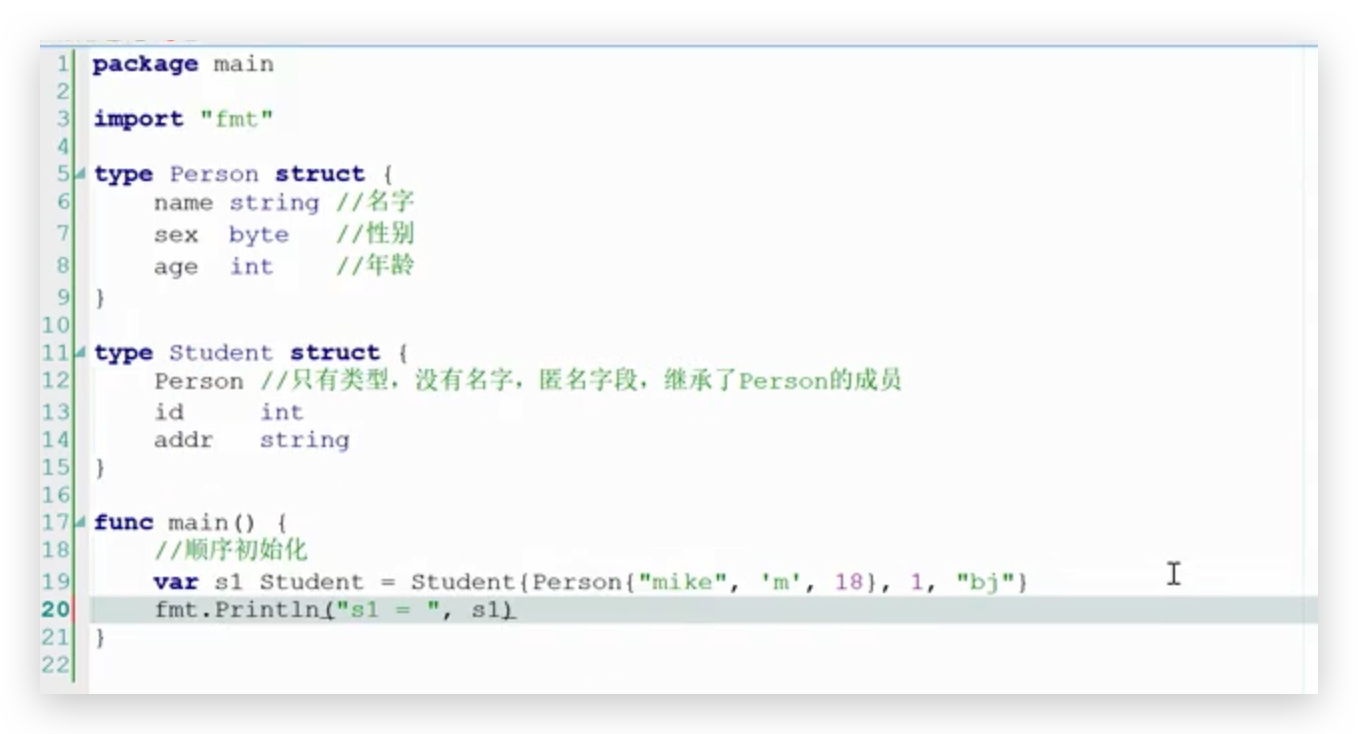 1 package main
2
3 import "fmt"
4
5 type Person struct {
6     name string //名字
7     sex  byte   //性别
8     age  int    //年龄
9 }
10
11 type Student struct {
12     Person //只有类型，没有名字，匿名字段，继承了Person的成员
13     id     int
14     addr   string
15 }
16
17 func main() {
18     //顺序初始化
19     var s1 Student = Student{Person{"mike", 'm', 18}, 1, "bj"}
20     fmt.Println("s1 = ", s1)
21 }
22